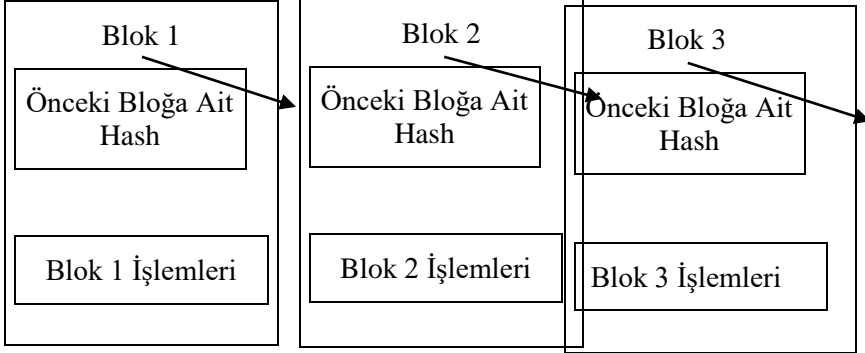 Blok 1
Önceki Bloğa Ait
Hash
Blok 1 İşlemleri
Blok 2
Önceki Bloğa Ait
Hash
Blok 2 İşlemleri
Blok 3
Önceki Bloğa Ait
Hash
Blok 3 İşlemleri